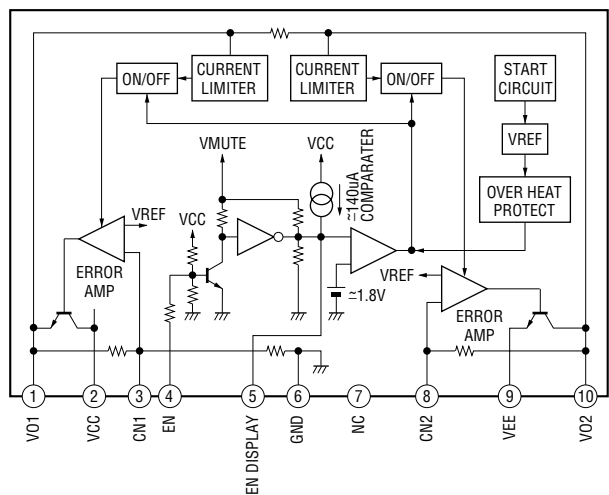 CURRENT
LIMITER
CURRENT
LIMITER
ON/OFF
ON/OFF
START
CIRCUIT
VREF
OVER HEAT
PROTECT
VMUTE
VCC
≃140uA
COMPARATER
VCC
VREF
ERROR
AMP
≃1.8V
VREF
ERROR
AMP
1
2
3
4
5
6
7
8
9
10
VO1
VCC
CN1
EN
EN DISPLAY
GND
NC
CN2
VEE
VO2